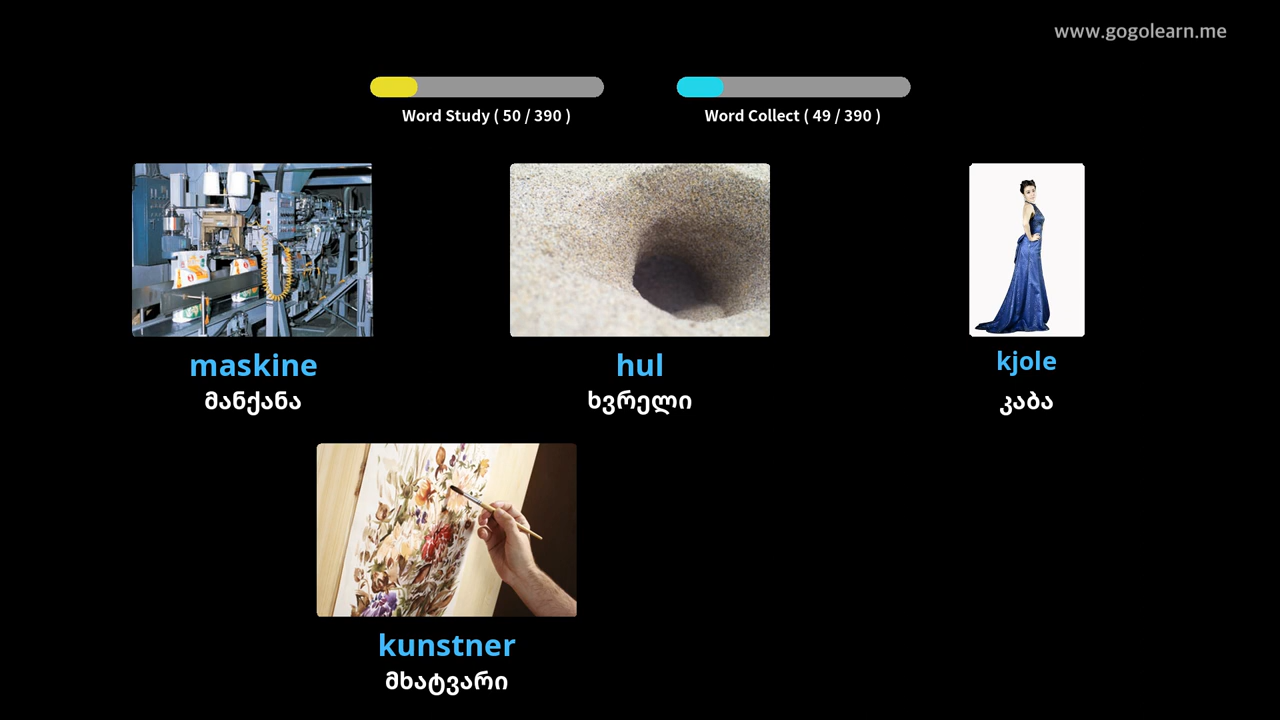 www.gogolearn.me
Word Study ( 50 / 390 )
Word Collect ( 49 / 390 )
maskine
მანქანა
hul
ხვრელი
kjole
კაბა
kunstner
მხატვარი